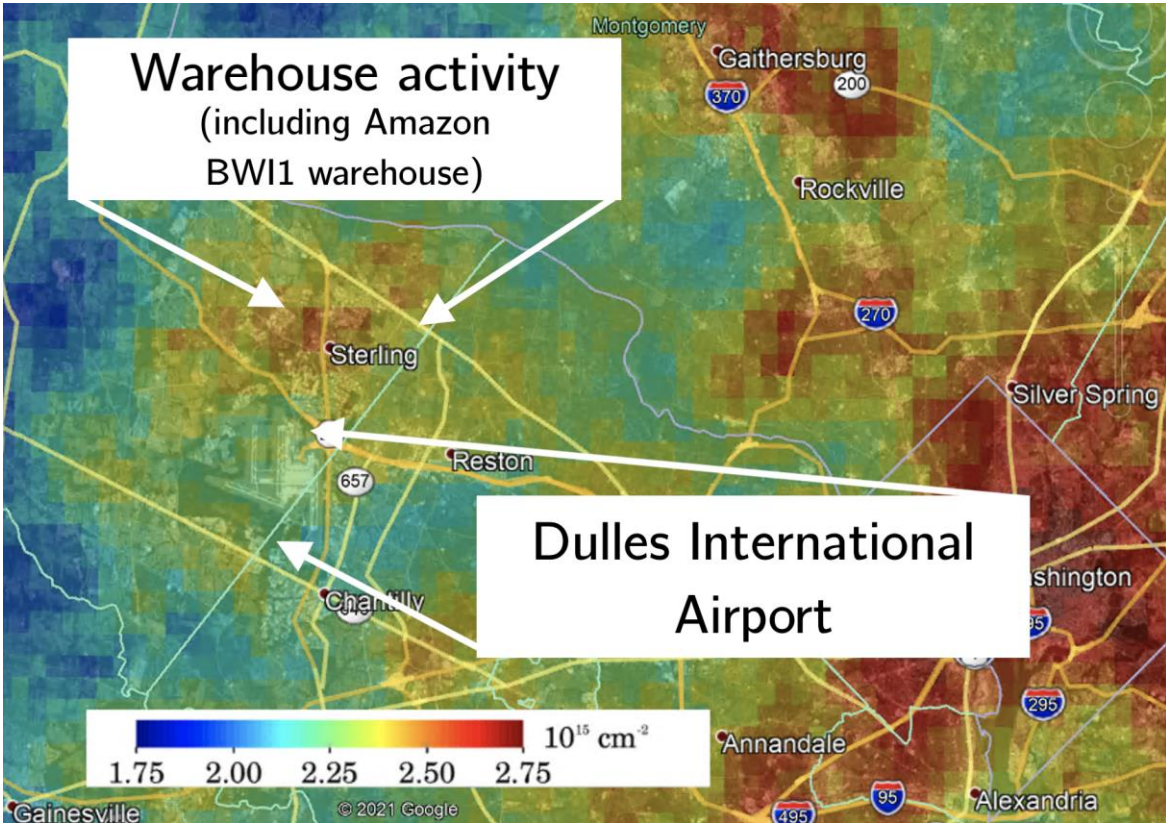 Montgomery
Gaithersburg
370
200
Warehouse activity
(including Amazon
BWI1 warehouse)
Rockville
270
Sterling
Silver Spring
Reston
657
Dulles International
Airport
ashington
Chantilly
95
295
10¹⁵ cm⁻²
1.75 2.00 2.25 2.50 2.75
Annandale
95
Alexandria
Gainesville
© 2021 Google
495